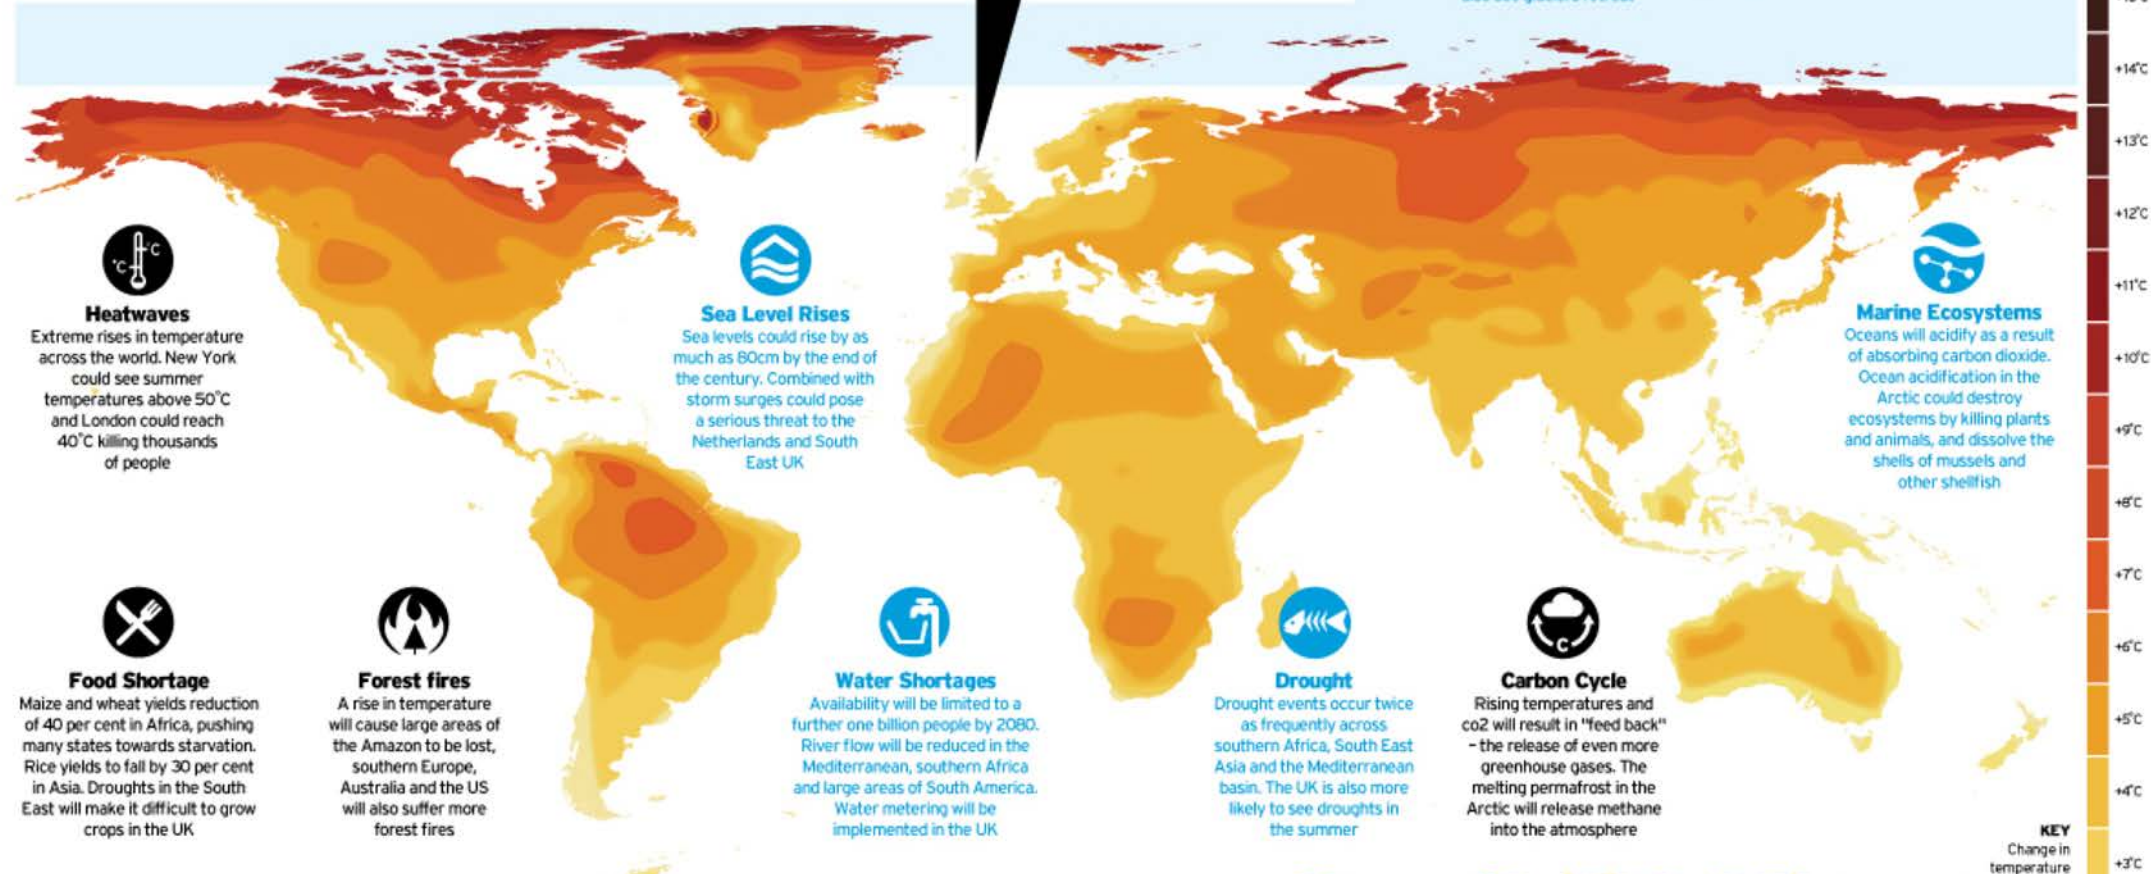 °C
°C
Heatwaves
Extreme rises in temperature
across the world. New York
could see summer
temperatures above 50°C
and London could reach
40°C killing thousands
of people
Sea Level Rises
Sea levels could rise by as
much as 80cm by the end of
the century. Combined with
storm surges could pose
a serious threat to the
Netherlands and South
East UK
Marine Ecosystems
Oceans will acidify as a result
of absorbing carbon dioxide.
Ocean acidification in the
Arctic could destroy
ecosystems by killing plants
and animals, and dissolve the
shells of mussels and
other shellfish
Food Shortage
Maize and wheat yields reduction
of 40 per cent in Africa, pushing
many states towards starvation.
Rice yields to fall by 30 per cent
in Asia. Droughts in the South
East will make it difficult to grow
crops in the UK
Forest fires
A rise in temperature
will cause large areas of
the Amazon to be lost,
southern Europe,
Australia and the US
will also suffer more
forest fires
Water Shortages
Availability will be limited to a
further one billion people by 2080.
River flow will be reduced in the
Mediterranean, southern Africa
and large areas of South America.
Water metering will be
implemented in the UK
Drought
Drought events occur twice
as frequently across
southern Africa, South East
Asia and the Mediterranean
basin. The UK is also more
likely to see droughts in
the summer
C
Carbon Cycle
Rising temperatures and
co2 will result in "feed back"
- the release of even more
greenhouse gases. The
melting permafrost in the
Arctic will release methane
into the atmosphere
+14°C
+13°C
+12°C
+11°C
+10°C
+9°C
+8°C
+7°C
+6°C
+5°C
+4°C
+3°C
KEY
Change in
temperature